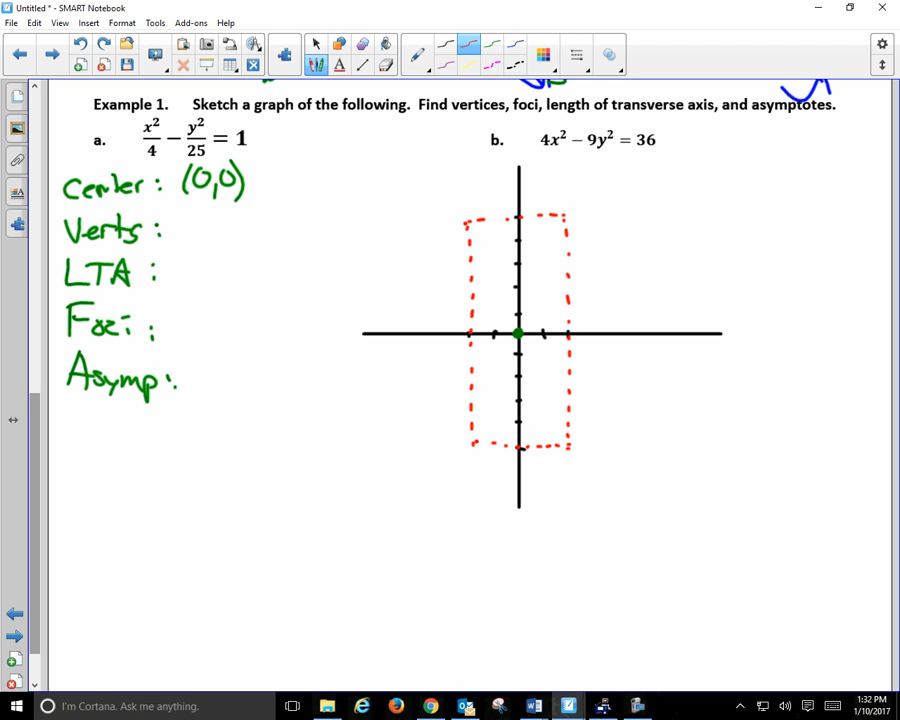 Untitled * - SMART Notebook
File Edit View Insert Format Tools Add-ons Help
Example 1. Sketch a graph of the following. Find vertices, foci, length of transverse axis, and asymptotes.
a. x²/4 − y²/25 = 1 b. 4x² − 9y² = 36
Center: (0,0)
Verts:
LTA:
Foci:
Asymp:
I'm Cortana. Ask me anything.
1:32 PM
1/10/2017